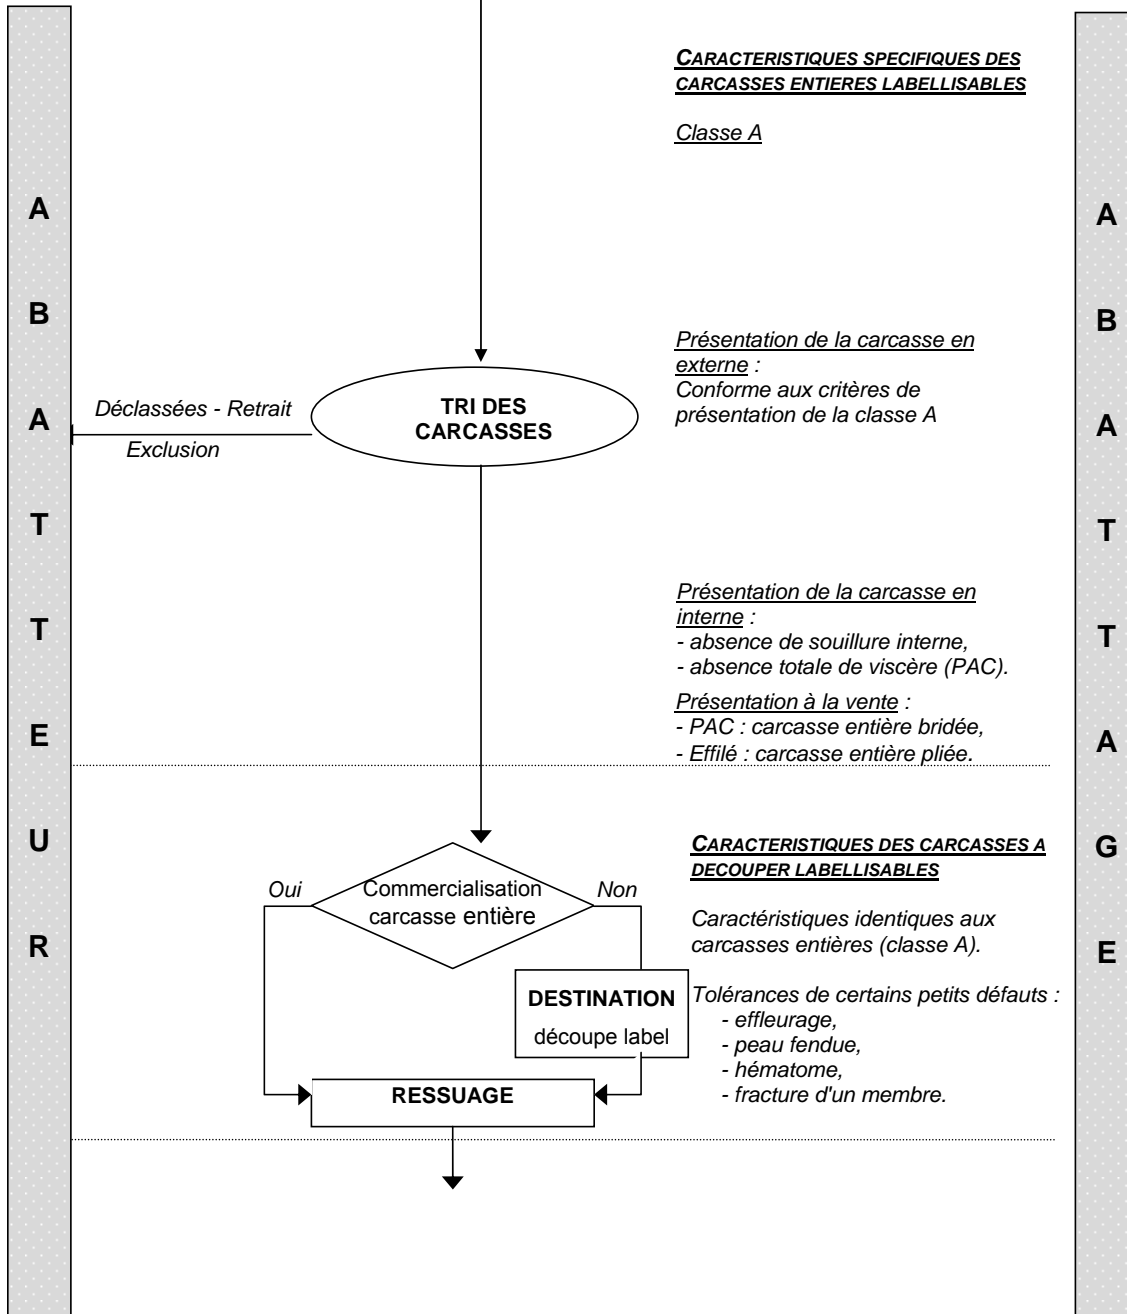 A
B
A
T
T
E
U
R
CARACTERISTIQUES SPECIFIQUES DES
CARCASSES ENTIERES LABELLISABLES
Classe A
Déclassées - Retrait
Exclusion
TRI DES
CARCASSES
Présentation de la carcasse en
externe :
Conforme aux critères de
présentation de la classe A
Présentation de la carcasse en
interne :
- absence de souillure interne,
- absence totale de viscère (PAC).
Présentation à la vente :
- PAC : carcasse entière bridée,
- Effilé : carcasse entière pliée.
Oui
Commercialisation
carcasse entière
Non
DESTINATION
découpe label
RESSUAGE
CARACTERISTIQUES DES CARCASSES A
DECOUPER LABELLISABLES
Caractéristiques identiques aux
carcasses entières (classe A).
Tolérances de certains petits défauts :
- effleurage,
- peau fendue,
- hématome,
- fracture d'un membre.
A
B
A
T
T
A
G
E